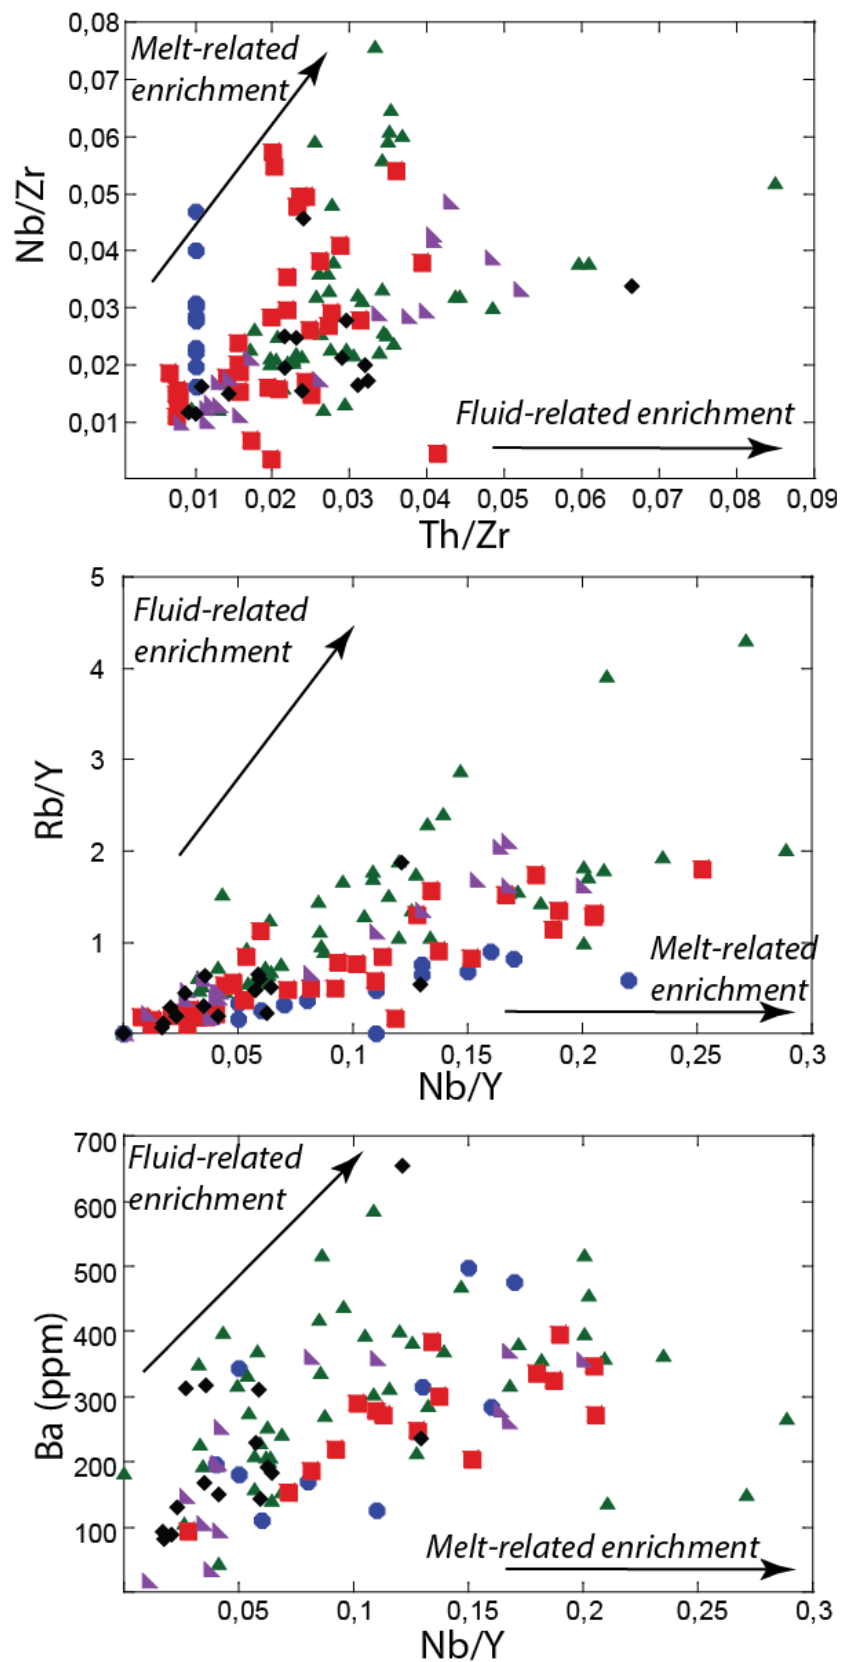 0,08
Melt-related
enrichment
0,07
0,06
0,05
Nb/Zr
0,04
0,03
0,02
0,01
Fluid-related enrichment
0,01 0,02 0,03 0,04 0,05 0,06 0,07 0,08 0,09
Th/Zr
5
Fluid-related
enrichment
4
3
Rb/Y
2
1
Melt-related
enrichment
0,05 0,1 0,15 0,2 0,25 0,3
Nb/Y
700
Fluid-related
enrichment
600
500
400
Ba (ppm)
300
200
100
Melt-related enrichment
0,05 0,1 0,15 0,2 0,25 0,3
Nb/Y